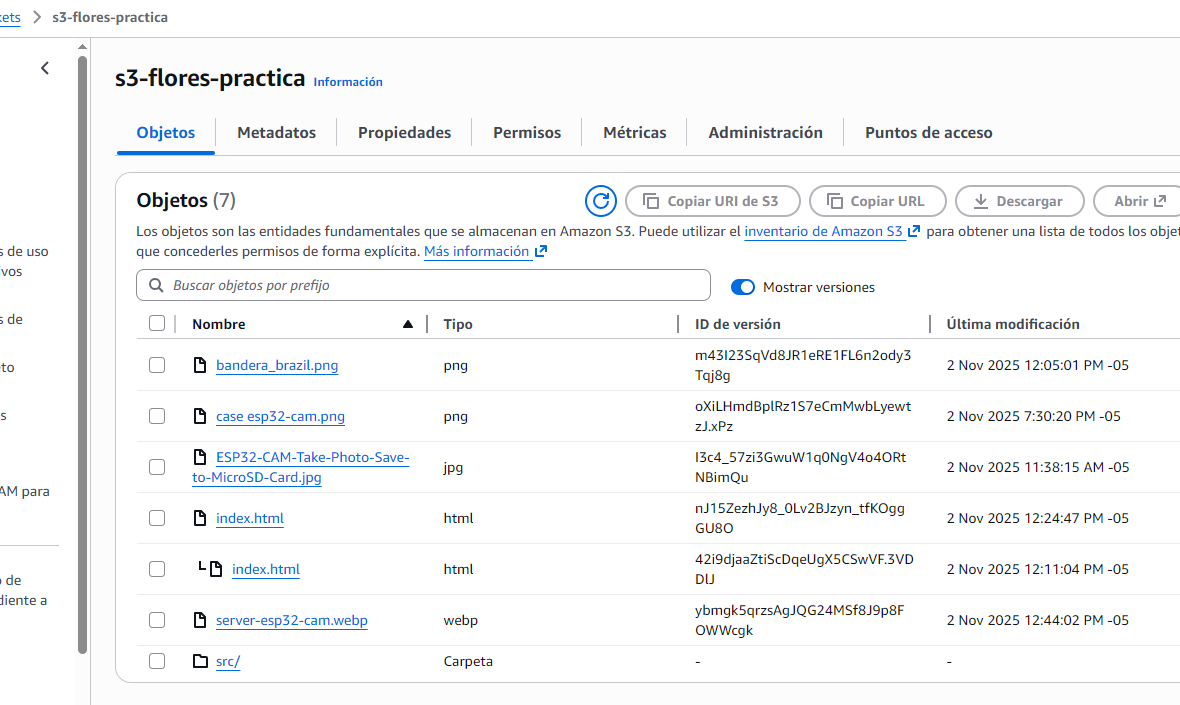 kets > s3-flores-practica
s3-flores-practica Información
Objetos Metadatos Propiedades Permisos Métricas Administración Puntos de acceso
Objetos (7) Copiar URI de S3 Copiar URL Descargar Abrir
Los objetos son las entidades fundamentales que se almacenan en Amazon S3. Puede utilizar el inventario de Amazon S3 para obtener una lista de todos los objet
que concederles permisos de forma explícita. Más información
Buscar objetos por prefijo Mostrar versiones
Nombre Tipo ID de versión Última modificación
bandera_brazil.png png m43I23SqVd8JR1eRE1FL6n2ody3 2 Nov 2025 12:05:01 PM -05
Tqj8g
case esp32-cam.png png oXiLHmdBplRz1S7eCmMwbLyewt 2 Nov 2025 7:30:20 PM -05
zJ.xPz
ESP32-CAM-Take-Photo-Save- jpg I3c4_57zi3GwuW1q0NgV4o4ORt 2 Nov 2025 11:38:15 AM -05
to-MicroSD-Card.jpg NBimQu
index.html html nJ15ZezhJy8_0Lv2BJzyn_tfKOgg 2 Nov 2025 12:24:47 PM -05
GU8O
index.html html 42i9djaaZtiScDqeUgX5CSwVF.3VD 2 Nov 2025 12:11:04 PM -05
DlJ
server-esp32-cam.webp webp ybmgk5qrzsAgJQG24MSf8J9p8F 2 Nov 2025 12:44:02 PM -05
OWWcgk
src/ Carpeta - -
s de uso
ivos
s de
eto
s
AM para
o de
diente a